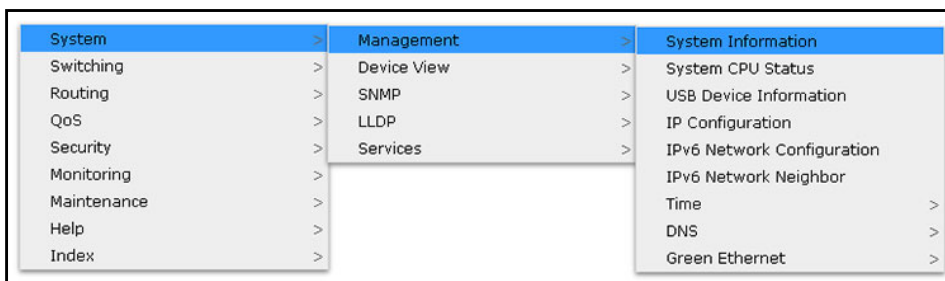 System >
Switching >
Routing >
QoS >
Security >
Monitoring >
Maintenance >
Help >
Index >
Management >
Device View >
SNMP >
LLDP >
Services >
System Information
System CPU Status
USB Device Information
IP Configuration
IPv6 Network Configuration
IPv6 Network Neighbor
Time >
DNS >
Green Ethernet >